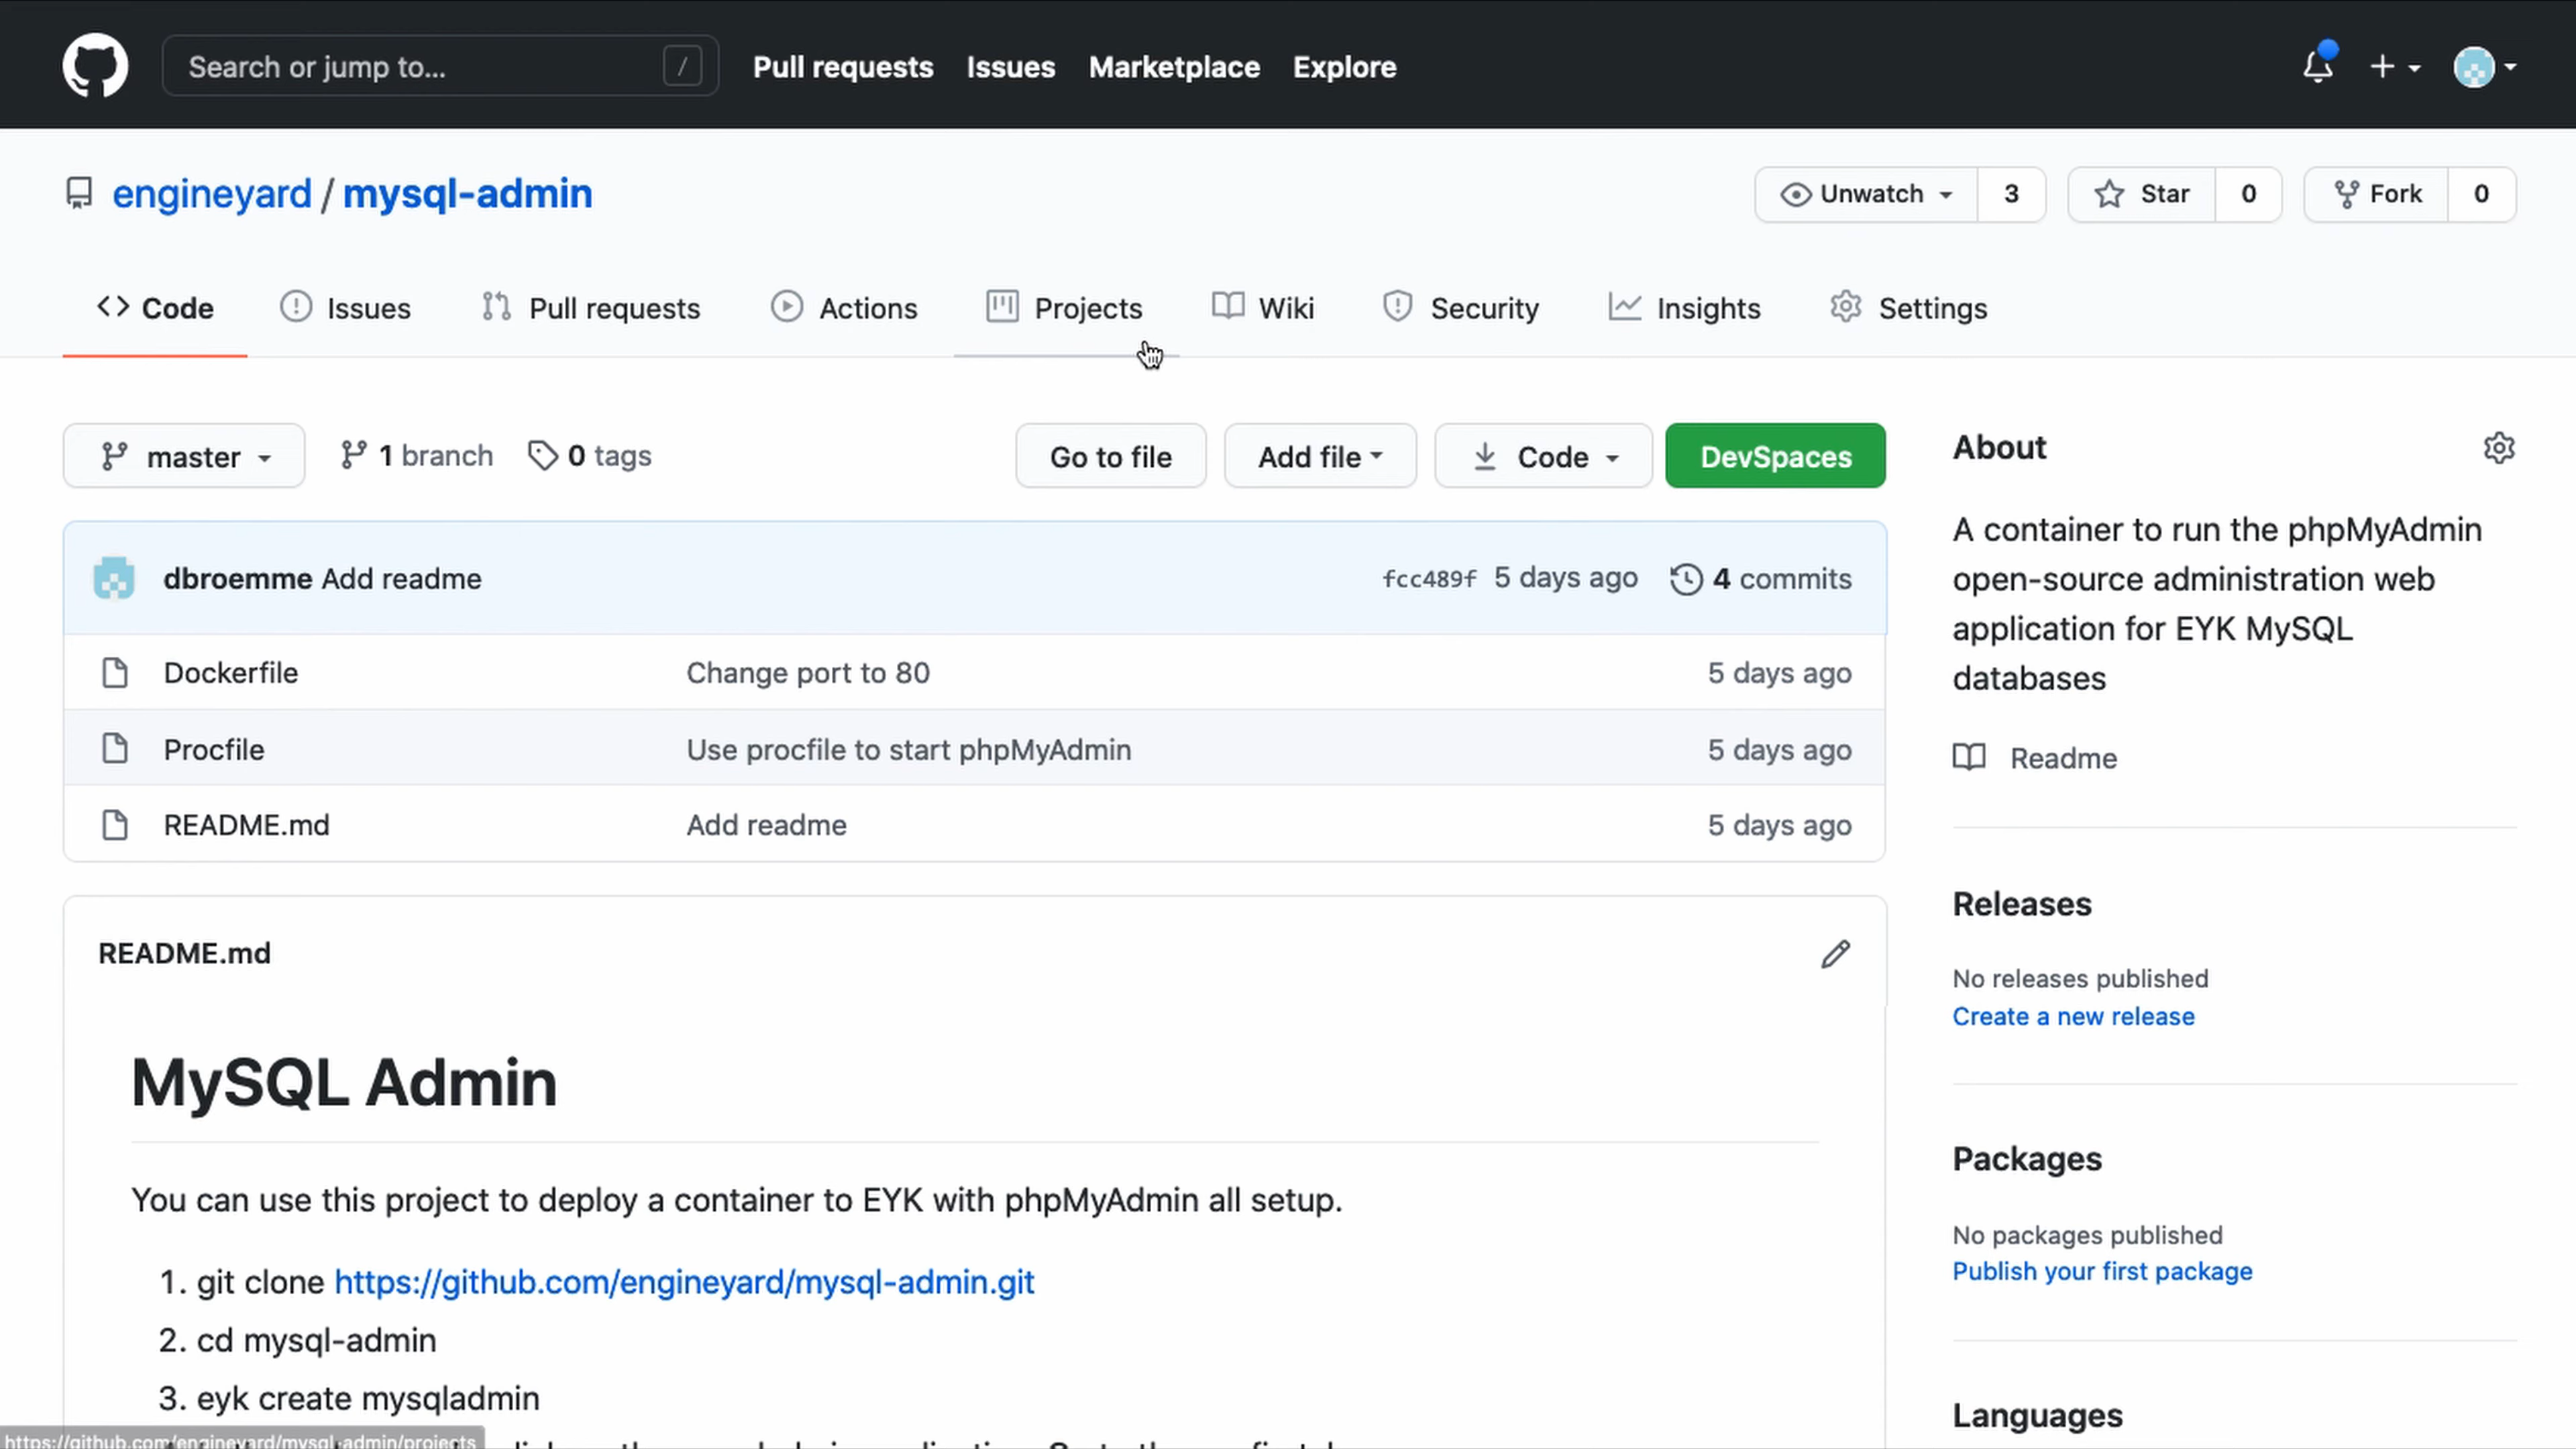 Search or jump to... / Pull requests Issues Marketplace Explore
engineyard / mysql-admin Unwatch 3 Star 0 Fork 0
Code Issues Pull requests Actions Projects Wiki Security Insights Settings
master 1 branch 0 tags Go to file Add file Code DevSpaces
dbroemme Add readme fcc489f 5 days ago 4 commits
Dockerfile Change port to 80 5 days ago
Procfile Use procfile to start phpMyAdmin 5 days ago
README.md Add readme 5 days ago
README.md
MySQL Admin
You can use this project to deploy a container to EYK with phpMyAdmin all setup.
1. git clone https://github.com/engineyard/mysql-admin.git
2. cd mysql-admin
3. eyk create mysqladmin
https://github.com/engineyard/mysql-admin/projects
About
A container to run the phpMyAdmin
open-source administration web
application for EYK MySQL
databases
Readme
Releases
No releases published
Create a new release
Packages
No packages published
Publish your first package
Languages